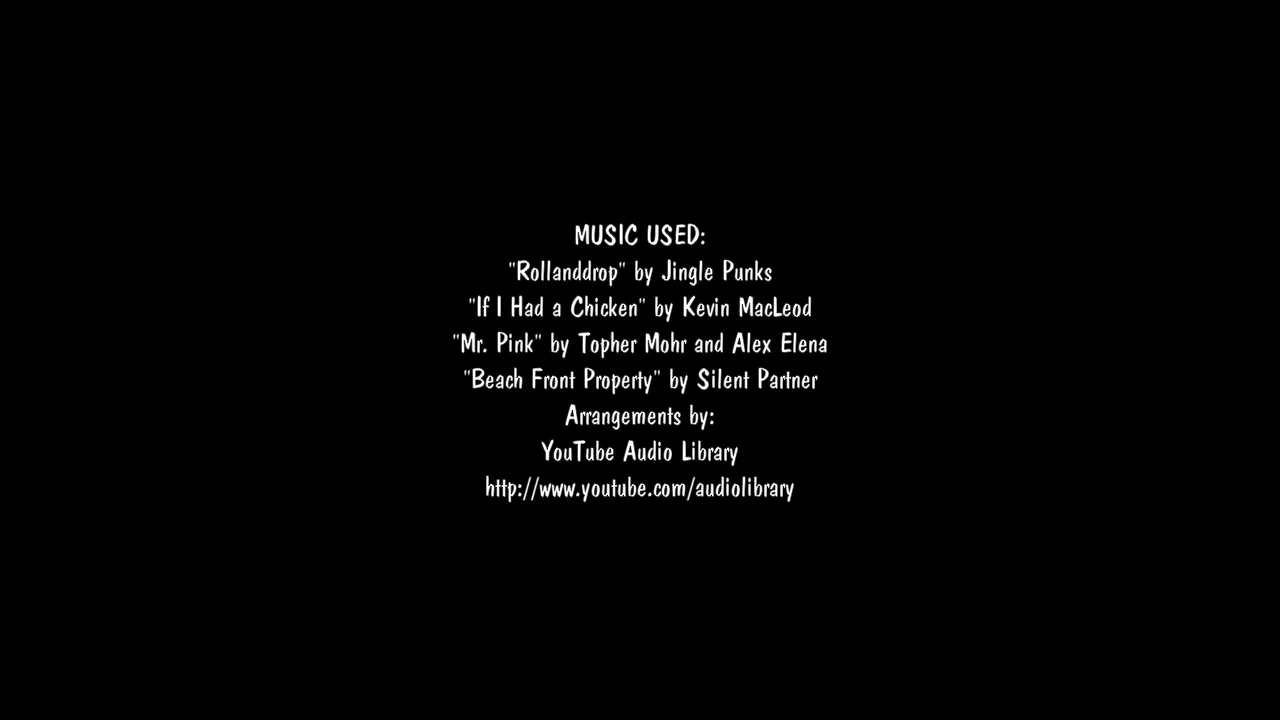 MUSIC USED:
"Rollanddrop" by Jingle Punks
"If I Had a Chicken" by Kevin MacLeod
"Mr. Pink" by Topher Mohr and Alex Elena
"Beach Front Property" by Silent Partner
Arrangements by:
YouTube Audio Library
http://www.youtube.com/audiolibrary